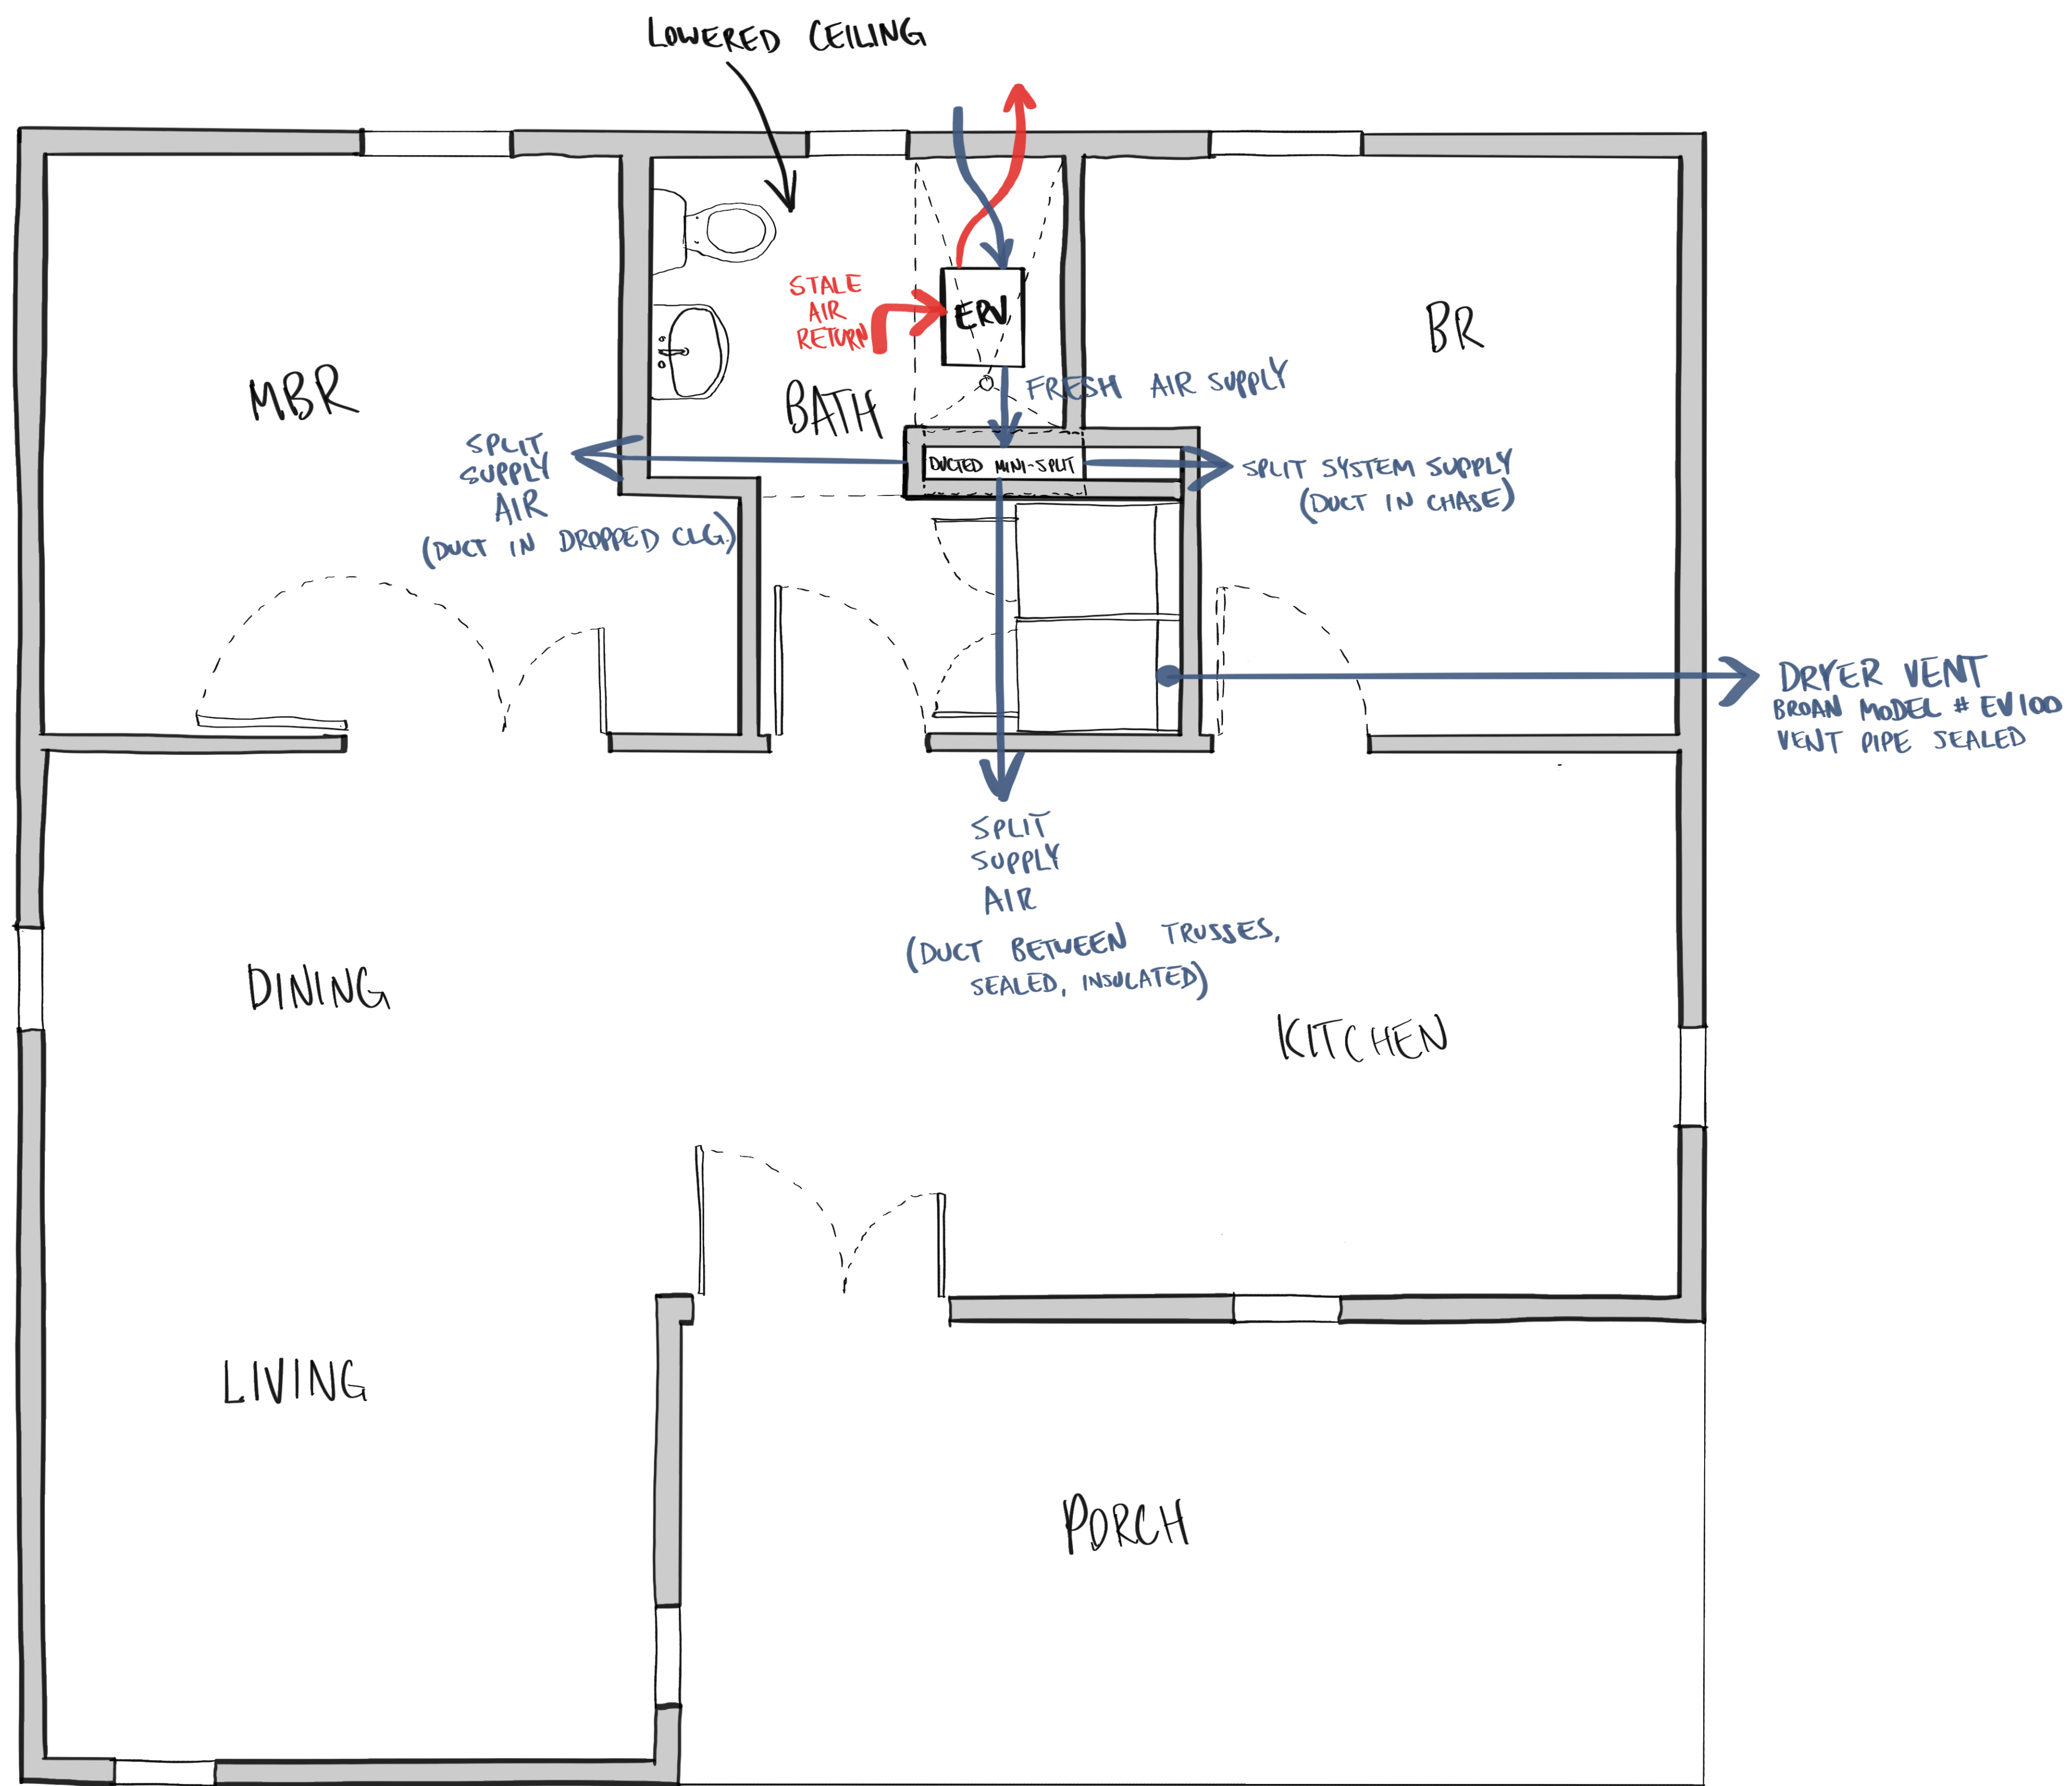 LOWERED CEILING
STALE
AIR
RETURN
ERV
BR
MBR
BATH
FRESH AIR SUPPLY
SPLIT
SUPPLY
AIR
(DUCT IN DROPPED CLG.)
DUCTED MINI-SPLIT
SPLIT SYSTEM SUPPLY
(DUCT IN CHASE)
DRYER VENT
BROAN MODEL # EV100
VENT PIPE SEALED
SPLIT
SUPPLY
AIR
(DUCT BETWEEN TRUSSES,
SEALED, INSULATED)
DINING
KITCHEN
LIVING
PORCH